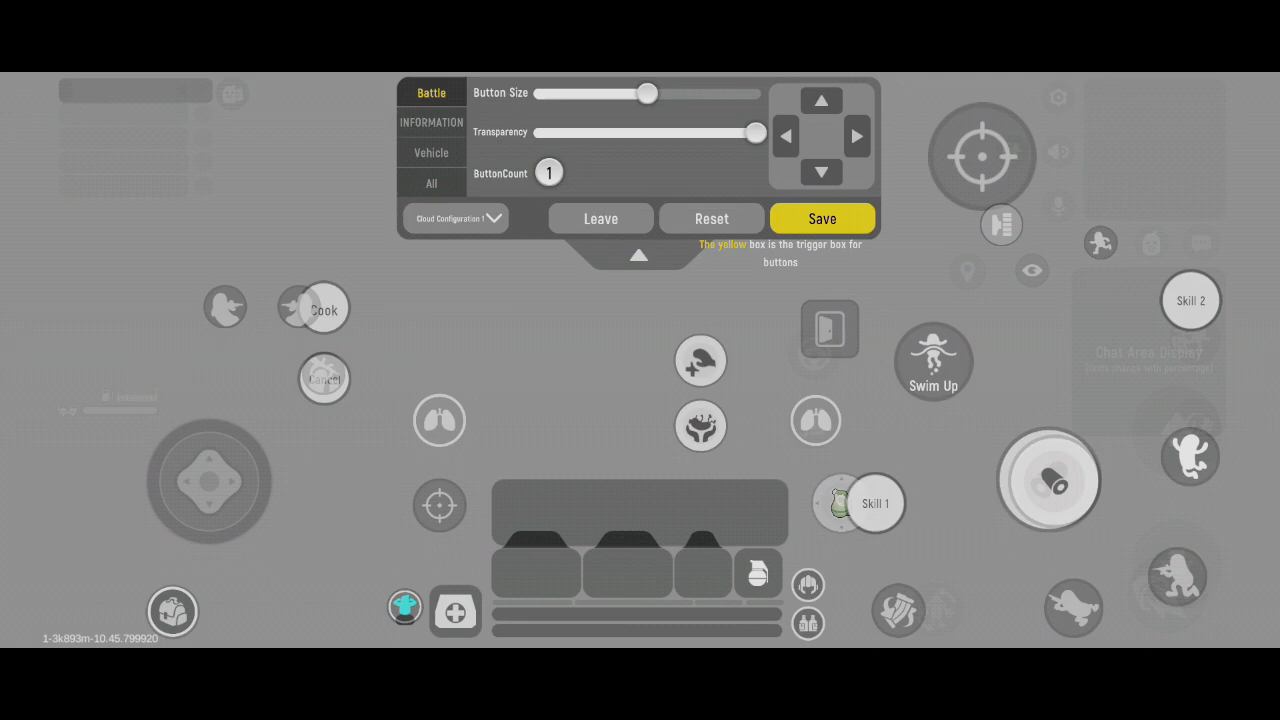 Battle
Button Size
INFORMATION
Transparency
Vehicle
ButtonCount
1
All
Cloud Configuration 1
Leave
Reset
Save
The yellow box is the trigger box for
buttons
Cook
Skill 2
Chat Area Display
Cancel
Swim Up
Skill 1
1-3k893m-10.45.799920